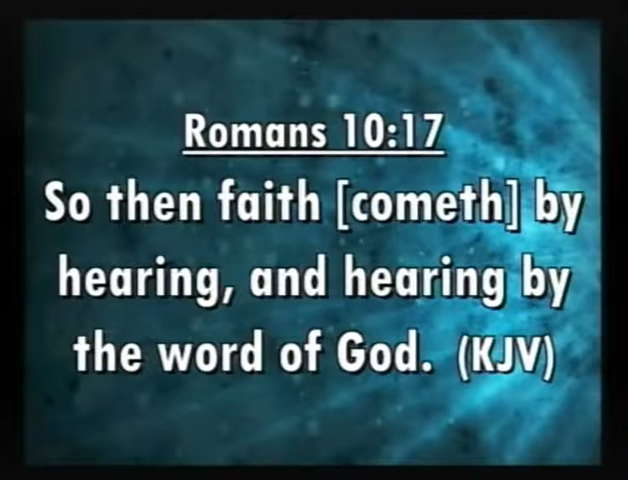 Romans 10:17
So then faith [cometh] by
hearing, and hearing by
the word of God. (KJV)